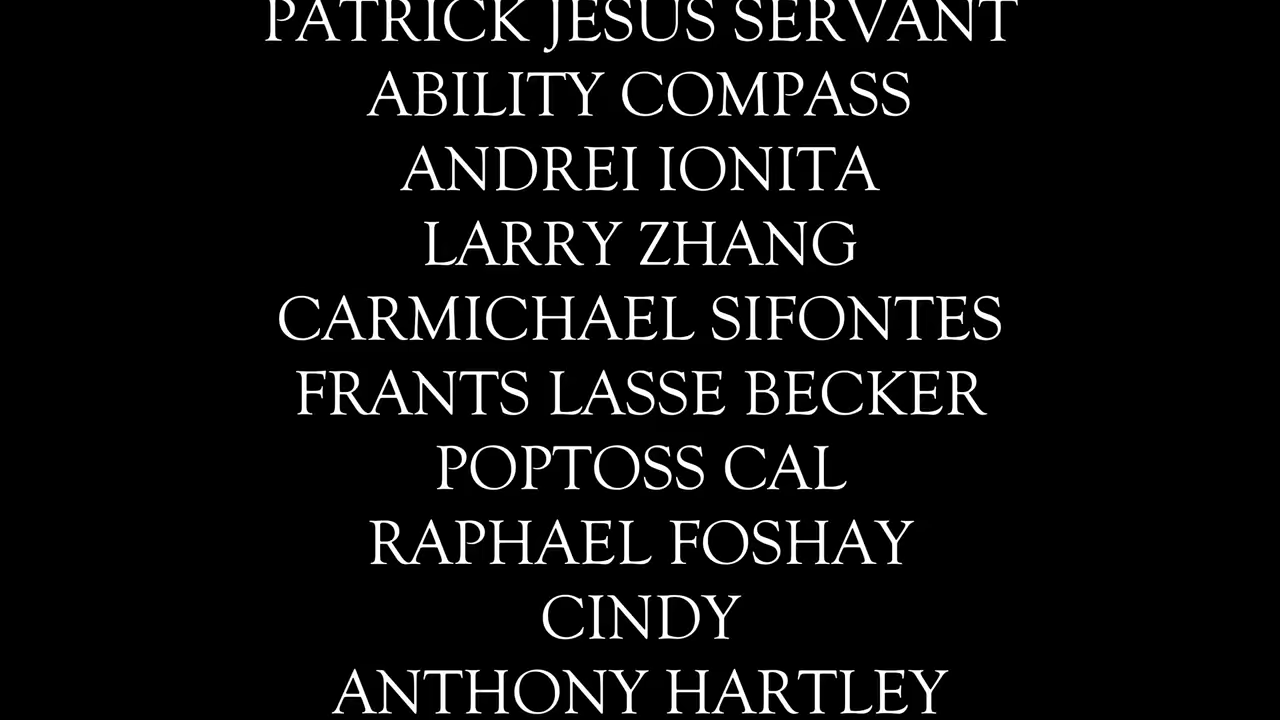 PATRICK JESUS SERVANT
ABILITY COMPASS
ANDREI IONITA
LARRY ZHANG
CARMICHAEL SIFONTES
FRANTS LASSE BECKER
POPTOSS CAL
RAPHAEL FOSHAY
CINDY
ANTHONY HARTLEY